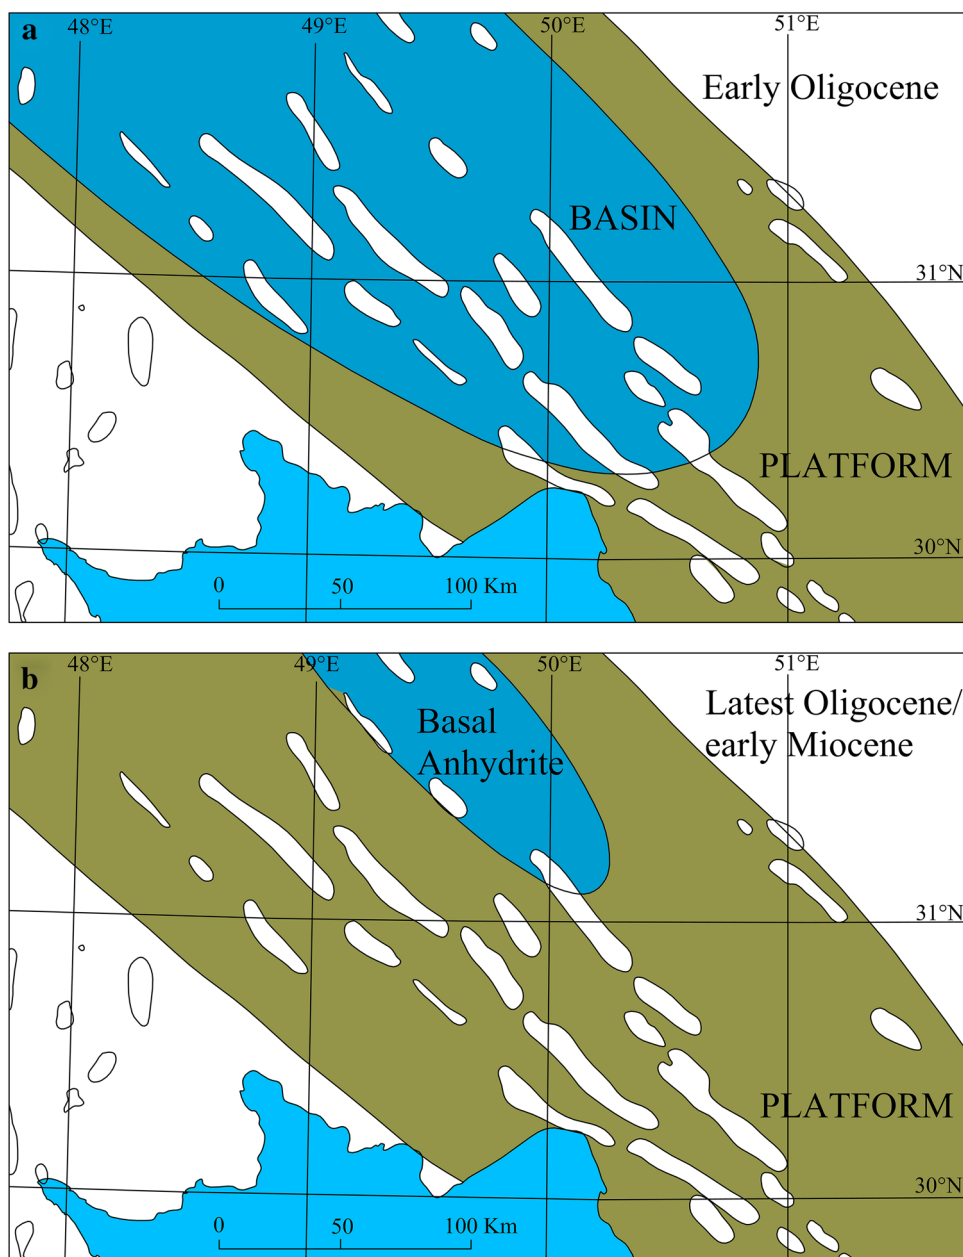 a
48°E
49°E
50°E
51°E
Early Oligocene
BASIN
31°N
PLATFORM
30°N
0
50
100 Km
b
48°E
49°E
50°E
51°E
Latest Oligocene/
early Miocene
Basal
Anhydrite
31°N
PLATFORM
30°N
0
50
100 Km